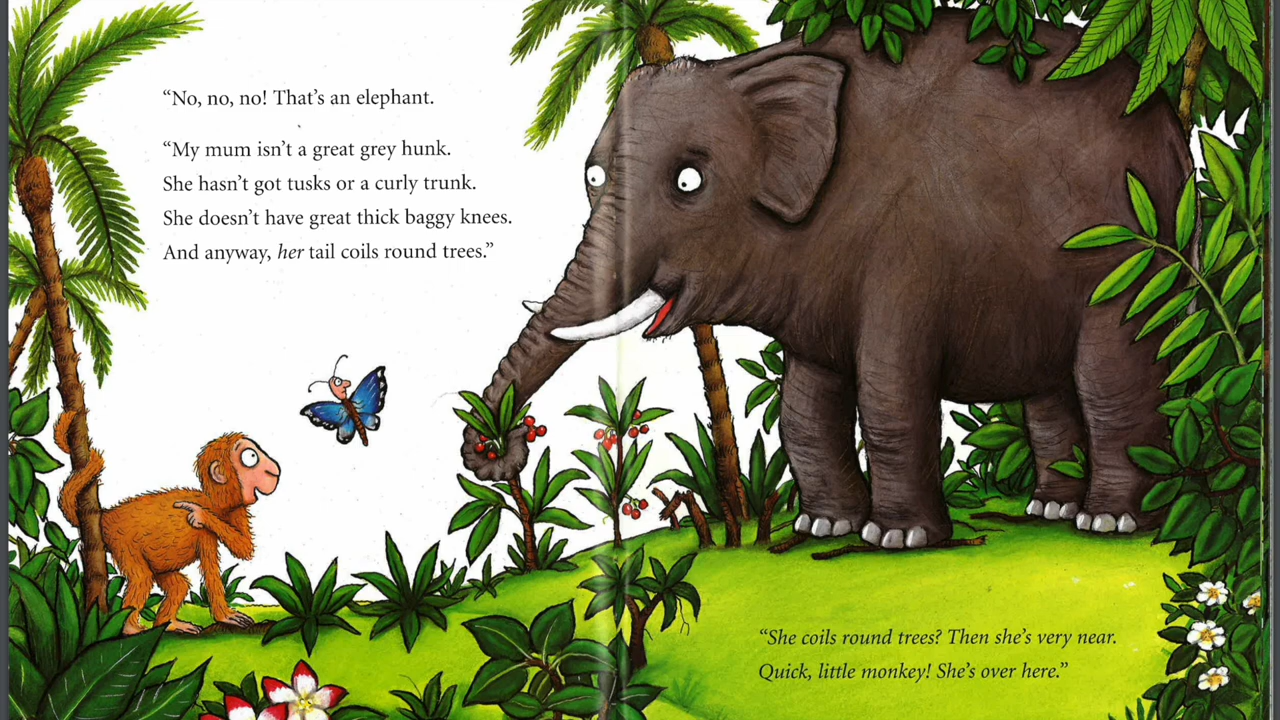 “No, no, no! That’s an elephant.
“My mum isn’t a great grey hunk.
She hasn’t got tusks or a curly trunk.
She doesn’t have great thick baggy knees.
And anyway, her tail coils round trees.”
“She coils round trees? Then she’s very near.
Quick, little monkey! She’s over here.”